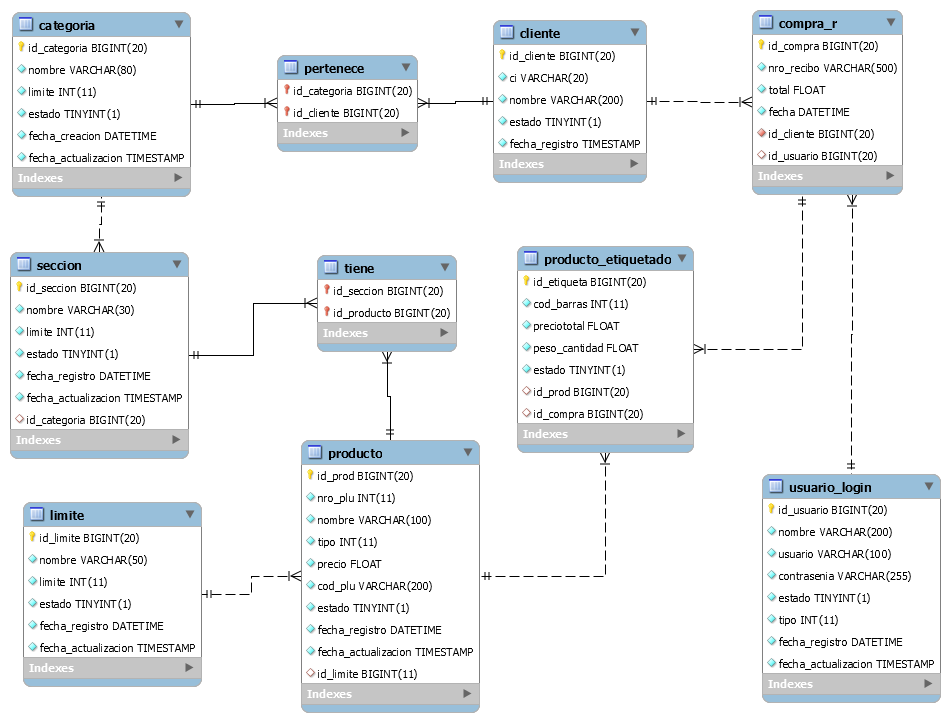 categoria
id_categoria BIGINT(20)
nombre VARCHAR(80)
limite INT(11)
estado TINYINT(1)
fecha_creacion DATETIME
fecha_actualizacion TIMESTAMP
Indexes
pertenece
id_categoria BIGINT(20)
id_cliente BIGINT(20)
Indexes
cliente
id_cliente BIGINT(20)
ci VARCHAR(20)
nombre VARCHAR(200)
estado TINYINT(1)
fecha_registro TIMESTAMP
Indexes
compra_r
id_compra BIGINT(20)
nro_recibo VARCHAR(500)
total FLOAT
fecha DATETIME
id_cliente BIGINT(20)
id_usuario BIGINT(20)
Indexes
seccion
id_seccion BIGINT(20)
nombre VARCHAR(30)
limite INT(11)
estado TINYINT(1)
fecha_registro DATETIME
fecha_actualizacion TIMESTAMP
id_categoria BIGINT(20)
Indexes
tiene
id_seccion BIGINT(20)
id_producto BIGINT(20)
Indexes
producto_etiquetado
id_etiqueta BIGINT(20)
cod_barras INT(11)
preciototal FLOAT
peso_cantidad FLOAT
estado TINYINT(1)
id_prod BIGINT(20)
id_compra BIGINT(20)
Indexes
limite
id_limite BIGINT(20)
nombre VARCHAR(50)
limite INT(11)
estado TINYINT(1)
fecha_registro DATETIME
fecha_actualizacion TIMESTAMP
Indexes
producto
id_prod BIGINT(20)
nro_plu INT(11)
nombre VARCHAR(100)
tipo INT(11)
precio FLOAT
cod_plu VARCHAR(200)
estado TINYINT(1)
fecha_registro DATETIME
fecha_actualizacion TIMESTAMP
id_limite BIGINT(11)
Indexes
usuario_login
id_usuario BIGINT(20)
nombre VARCHAR(200)
usuario VARCHAR(100)
contrasenia VARCHAR(255)
estado TINYINT(1)
tipo INT(11)
fecha_registro DATETIME
fecha_actualizacion TIMESTAMP
Indexes